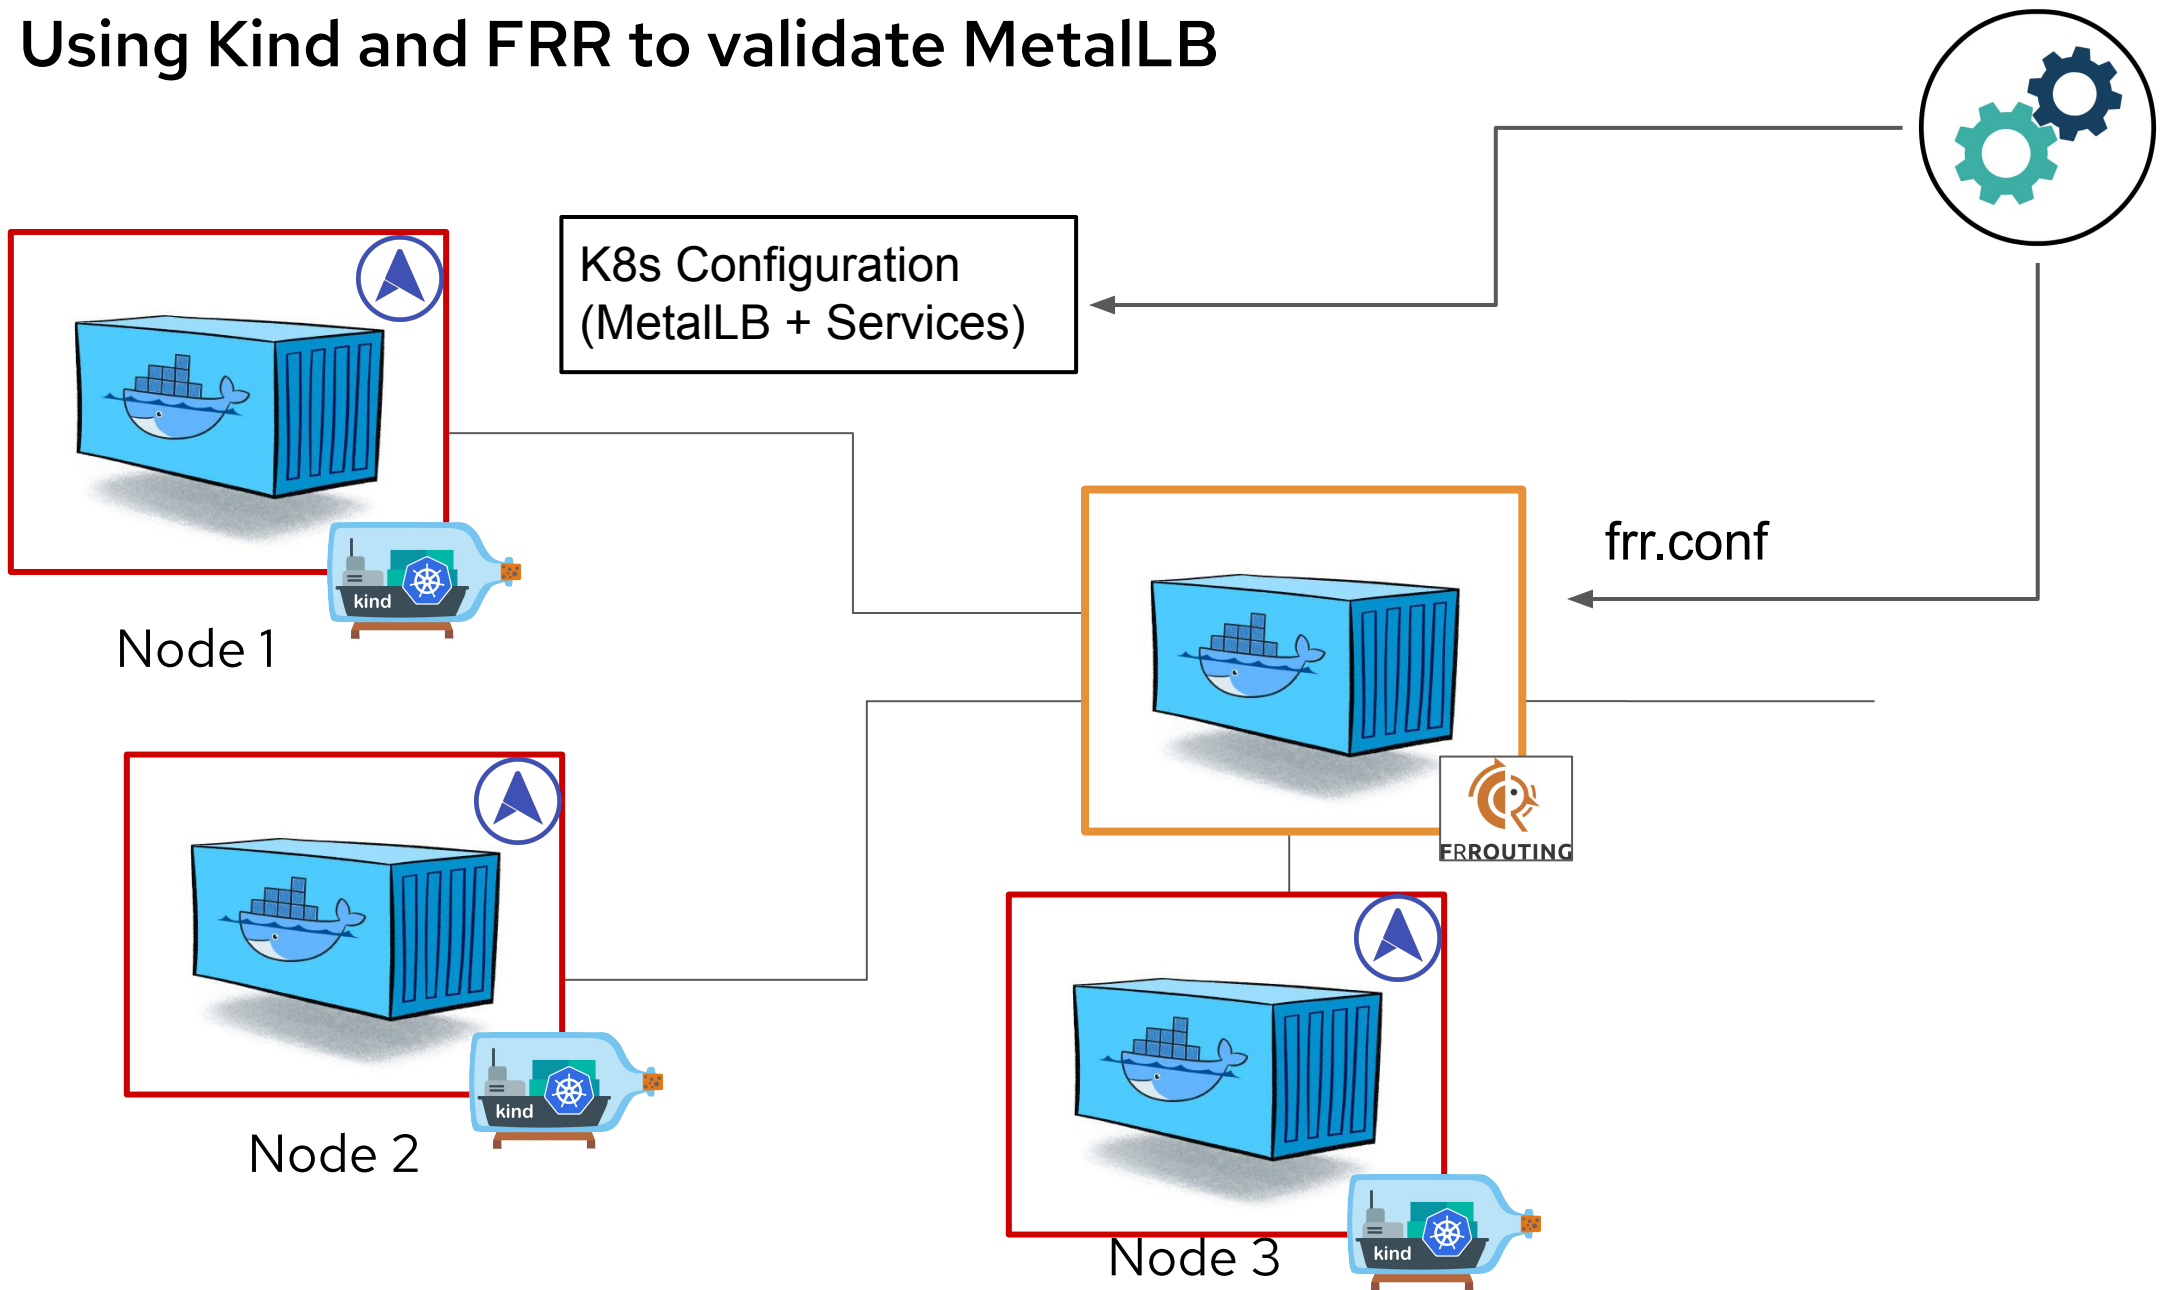 Using Kind and FRR to validate MetalLB
K8s Configuration
(MetalLB + Services)
kind
Node 1
frr.conf
FRROUTING
kind
Node 2
kind
Node 3